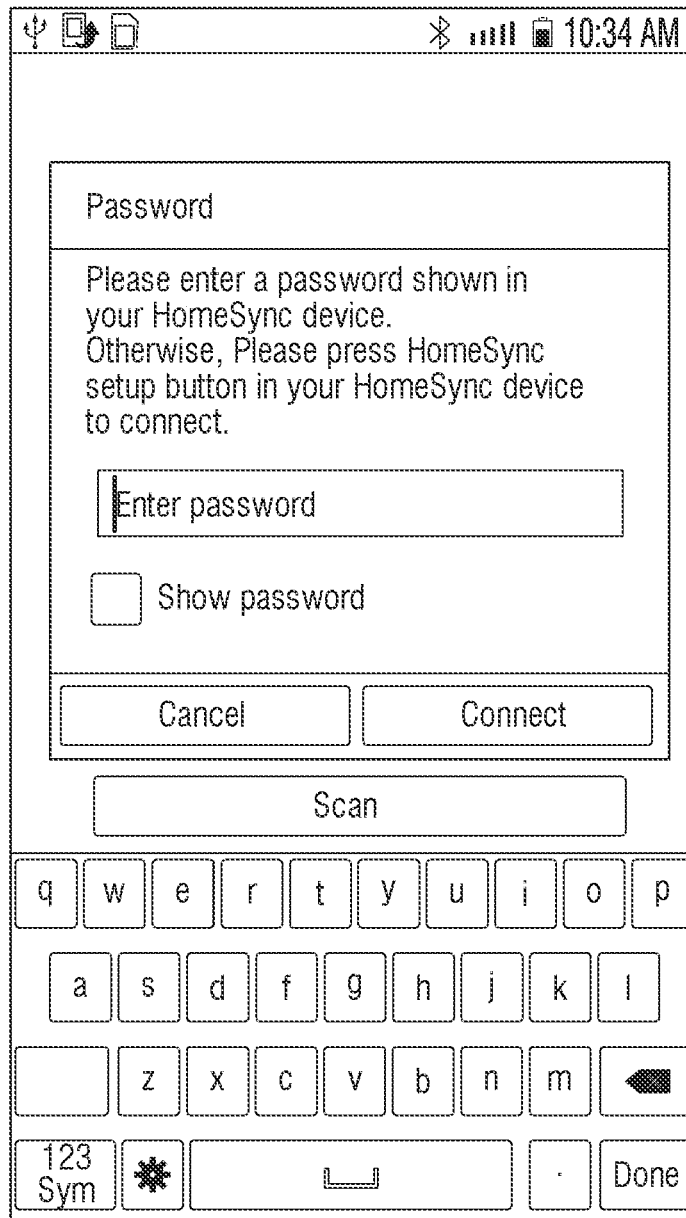 10:34 AM
Password
Please enter a password shown in
your HomeSync device.
Otherwise, Please press HomeSync
setup button in your HomeSync device
to connect.
Enter password
Show password
Cancel Connect
Scan
q w e r t y u i o p
a s d f g h j k l
z x c v b n m
123
Sym . Done